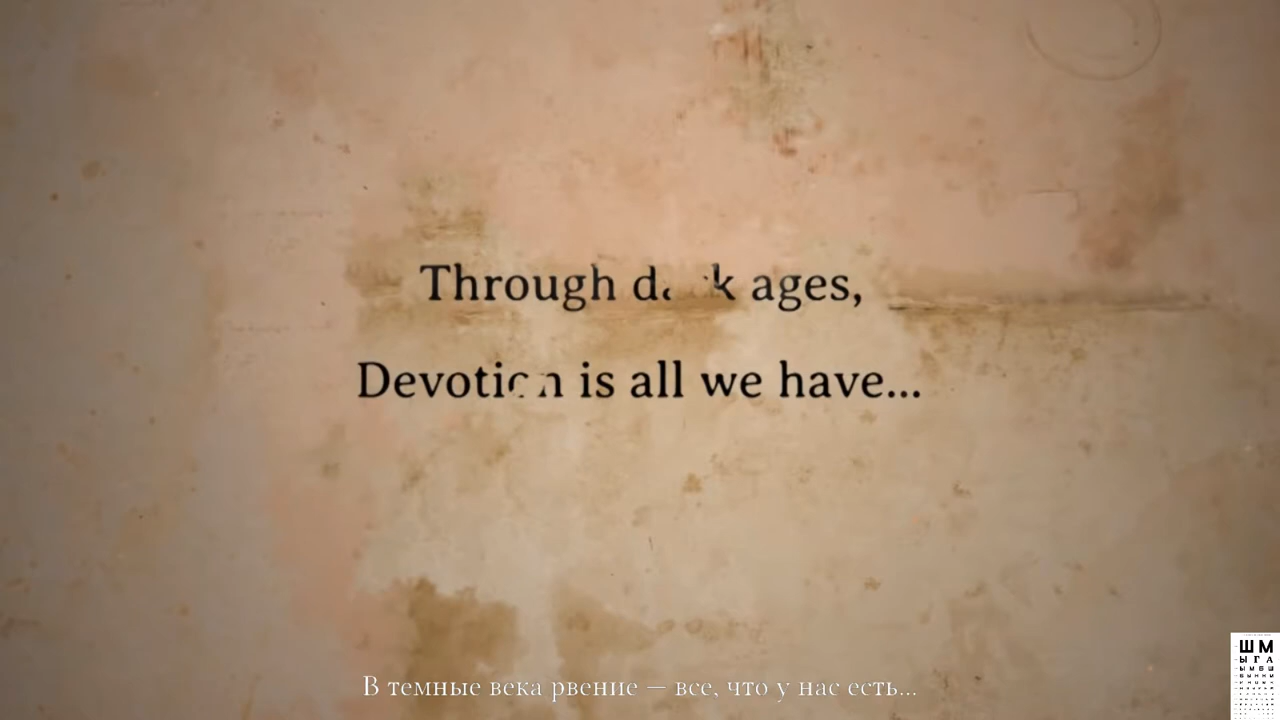 Through dark ages,
Devotion is all we have...
В темные века рвение — все, что у нас есть...
Ш М
Ы Г А
Ы М Б Ш